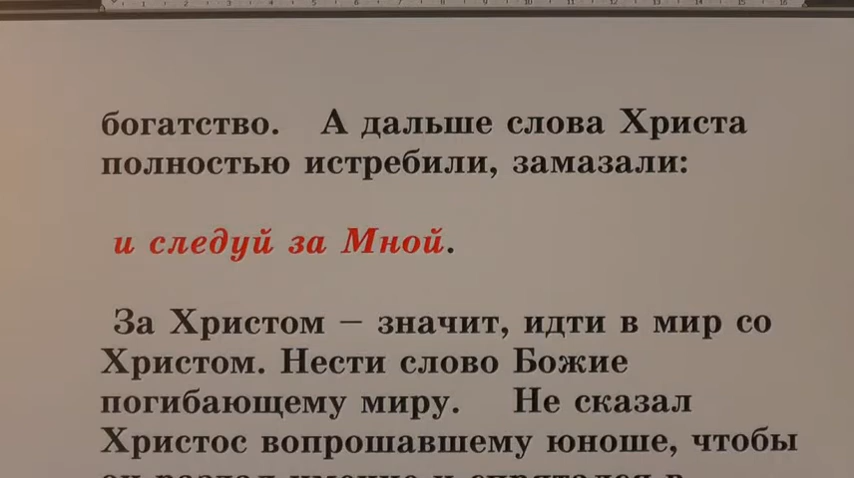 богатство. А дальше слова Христа
полностью истребили, замазали:
и следуй за Мной.
За Христом – значит, идти в мир со
Христом. Нести слово Божие
погибающему миру. Не сказал
Христос вопрошавшему юноше, чтобы